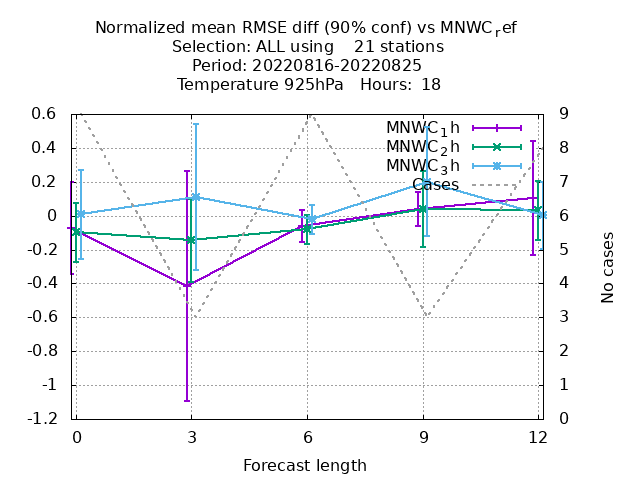 Normalized mean RMSE diff (90% conf) vs MNWC_ref
Selection: ALL using    21 stations
Period: 20220816-20220825
Temperature 925hPa   Hours:  18
MNWC_1h
MNWC_2h
MNWC_3h
Cases
0.6
0.4
0.2
0
-0.2
-0.4
-0.6
-0.8
-1
-1.2
9
8
7
6
5
4
3
2
1
0
No cases
0 3 6 9 12
Forecast length